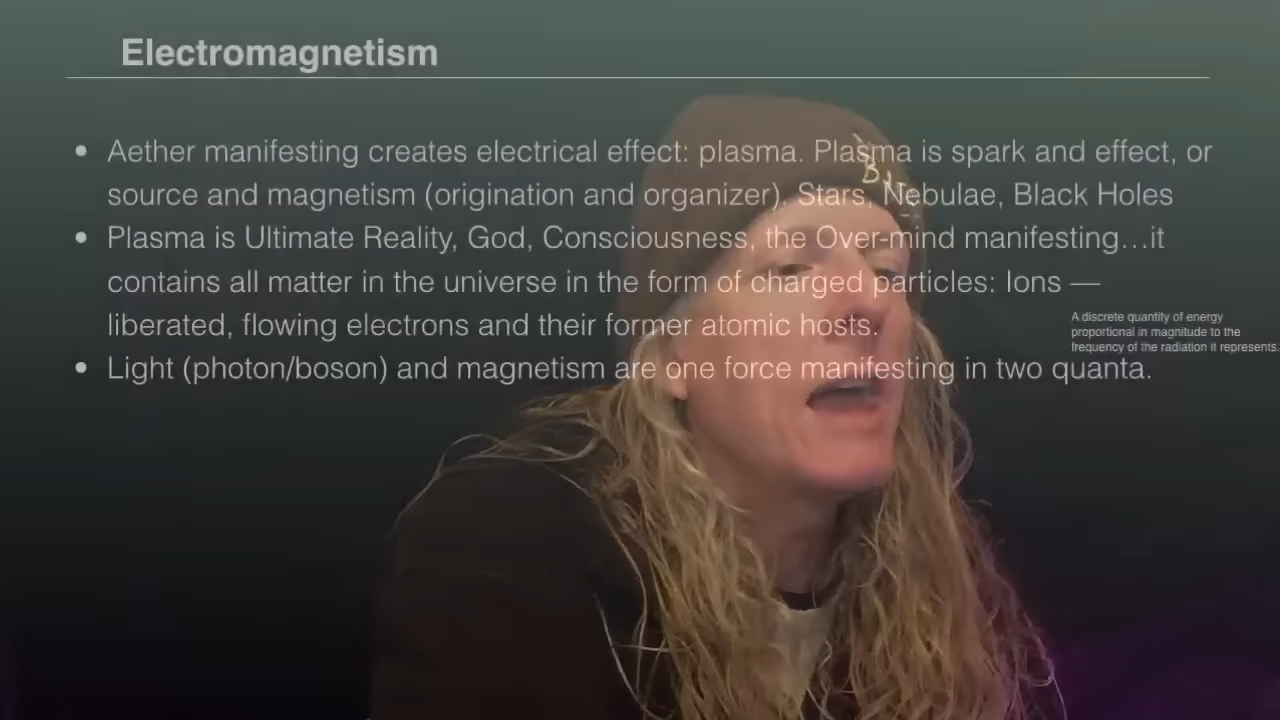 Electromagnetism
• Aether manifesting creates electrical effect: plasma. Plasma is spark and effect, or
source and magnetism (origination and organizer). Stars, Nebulae, Black Holes
• Plasma is Ultimate Reality, God, Consciousness, the Over-mind manifesting…it
contains all matter in the universe in the form of charged particles: Ions —
liberated, flowing electrons and their former atomic hosts.
• Light (photon/boson) and magnetism are one force manifesting in two quanta.
A discrete quantity of energy
proportional in magnitude to the
frequency of the radiation it represents.